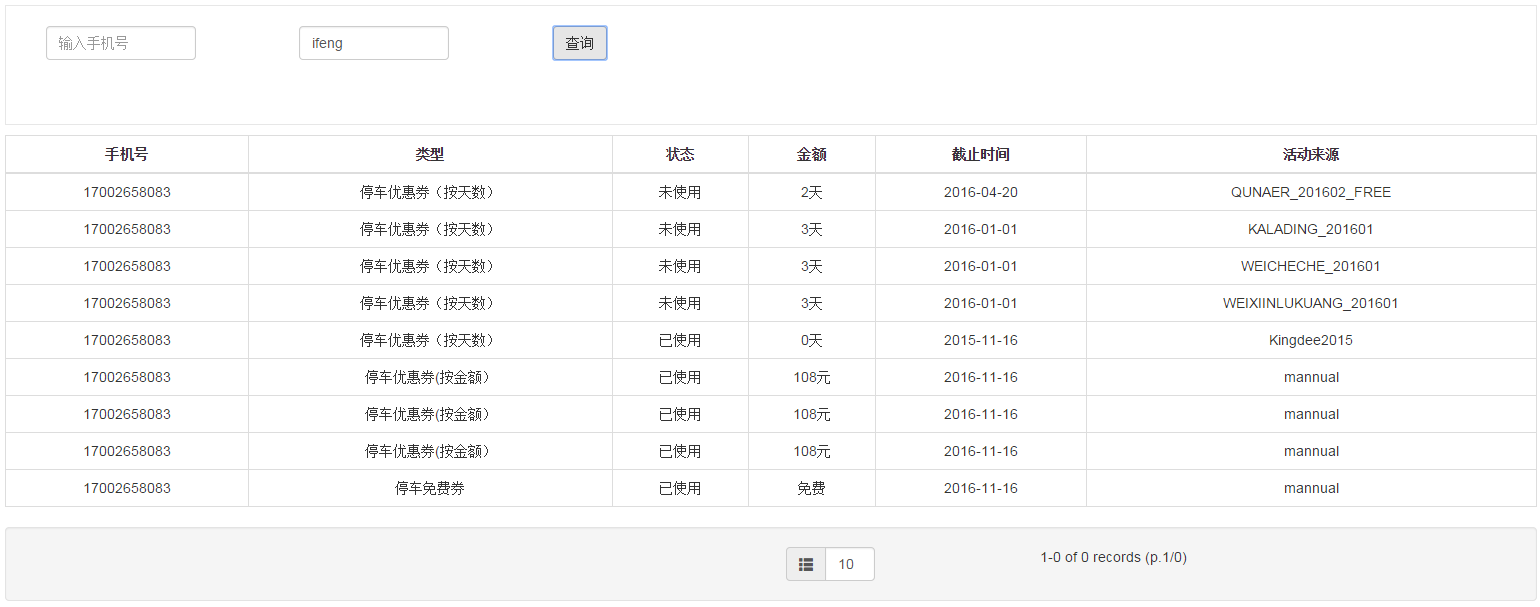 输入手机号 ifeng 查询
手机号 类型 状态 金额 截止时间 活动来源
17002658083 停车优惠券（按天数） 未使用 2天 2016-04-20 QUNAER_201602_FREE
17002658083 停车优惠券（按天数） 未使用 3天 2016-01-01 KALADING_201601
17002658083 停车优惠券（按天数） 未使用 3天 2016-01-01 WEICHECHE_201601
17002658083 停车优惠券（按天数） 未使用 3天 2016-01-01 WEIXIINLUKUANG_201601
17002658083 停车优惠券（按天数） 已使用 0天 2015-11-16 Kingdee2015
17002658083 停车优惠券(按金额） 已使用 108元 2016-11-16 mannual
17002658083 停车优惠券(按金额） 已使用 108元 2016-11-16 mannual
17002658083 停车优惠券(按金额） 已使用 108元 2016-11-16 mannual
17002658083 停车免费券 已使用 免费 2016-11-16 mannual
10 1-0 of 0 records (p.1/0)